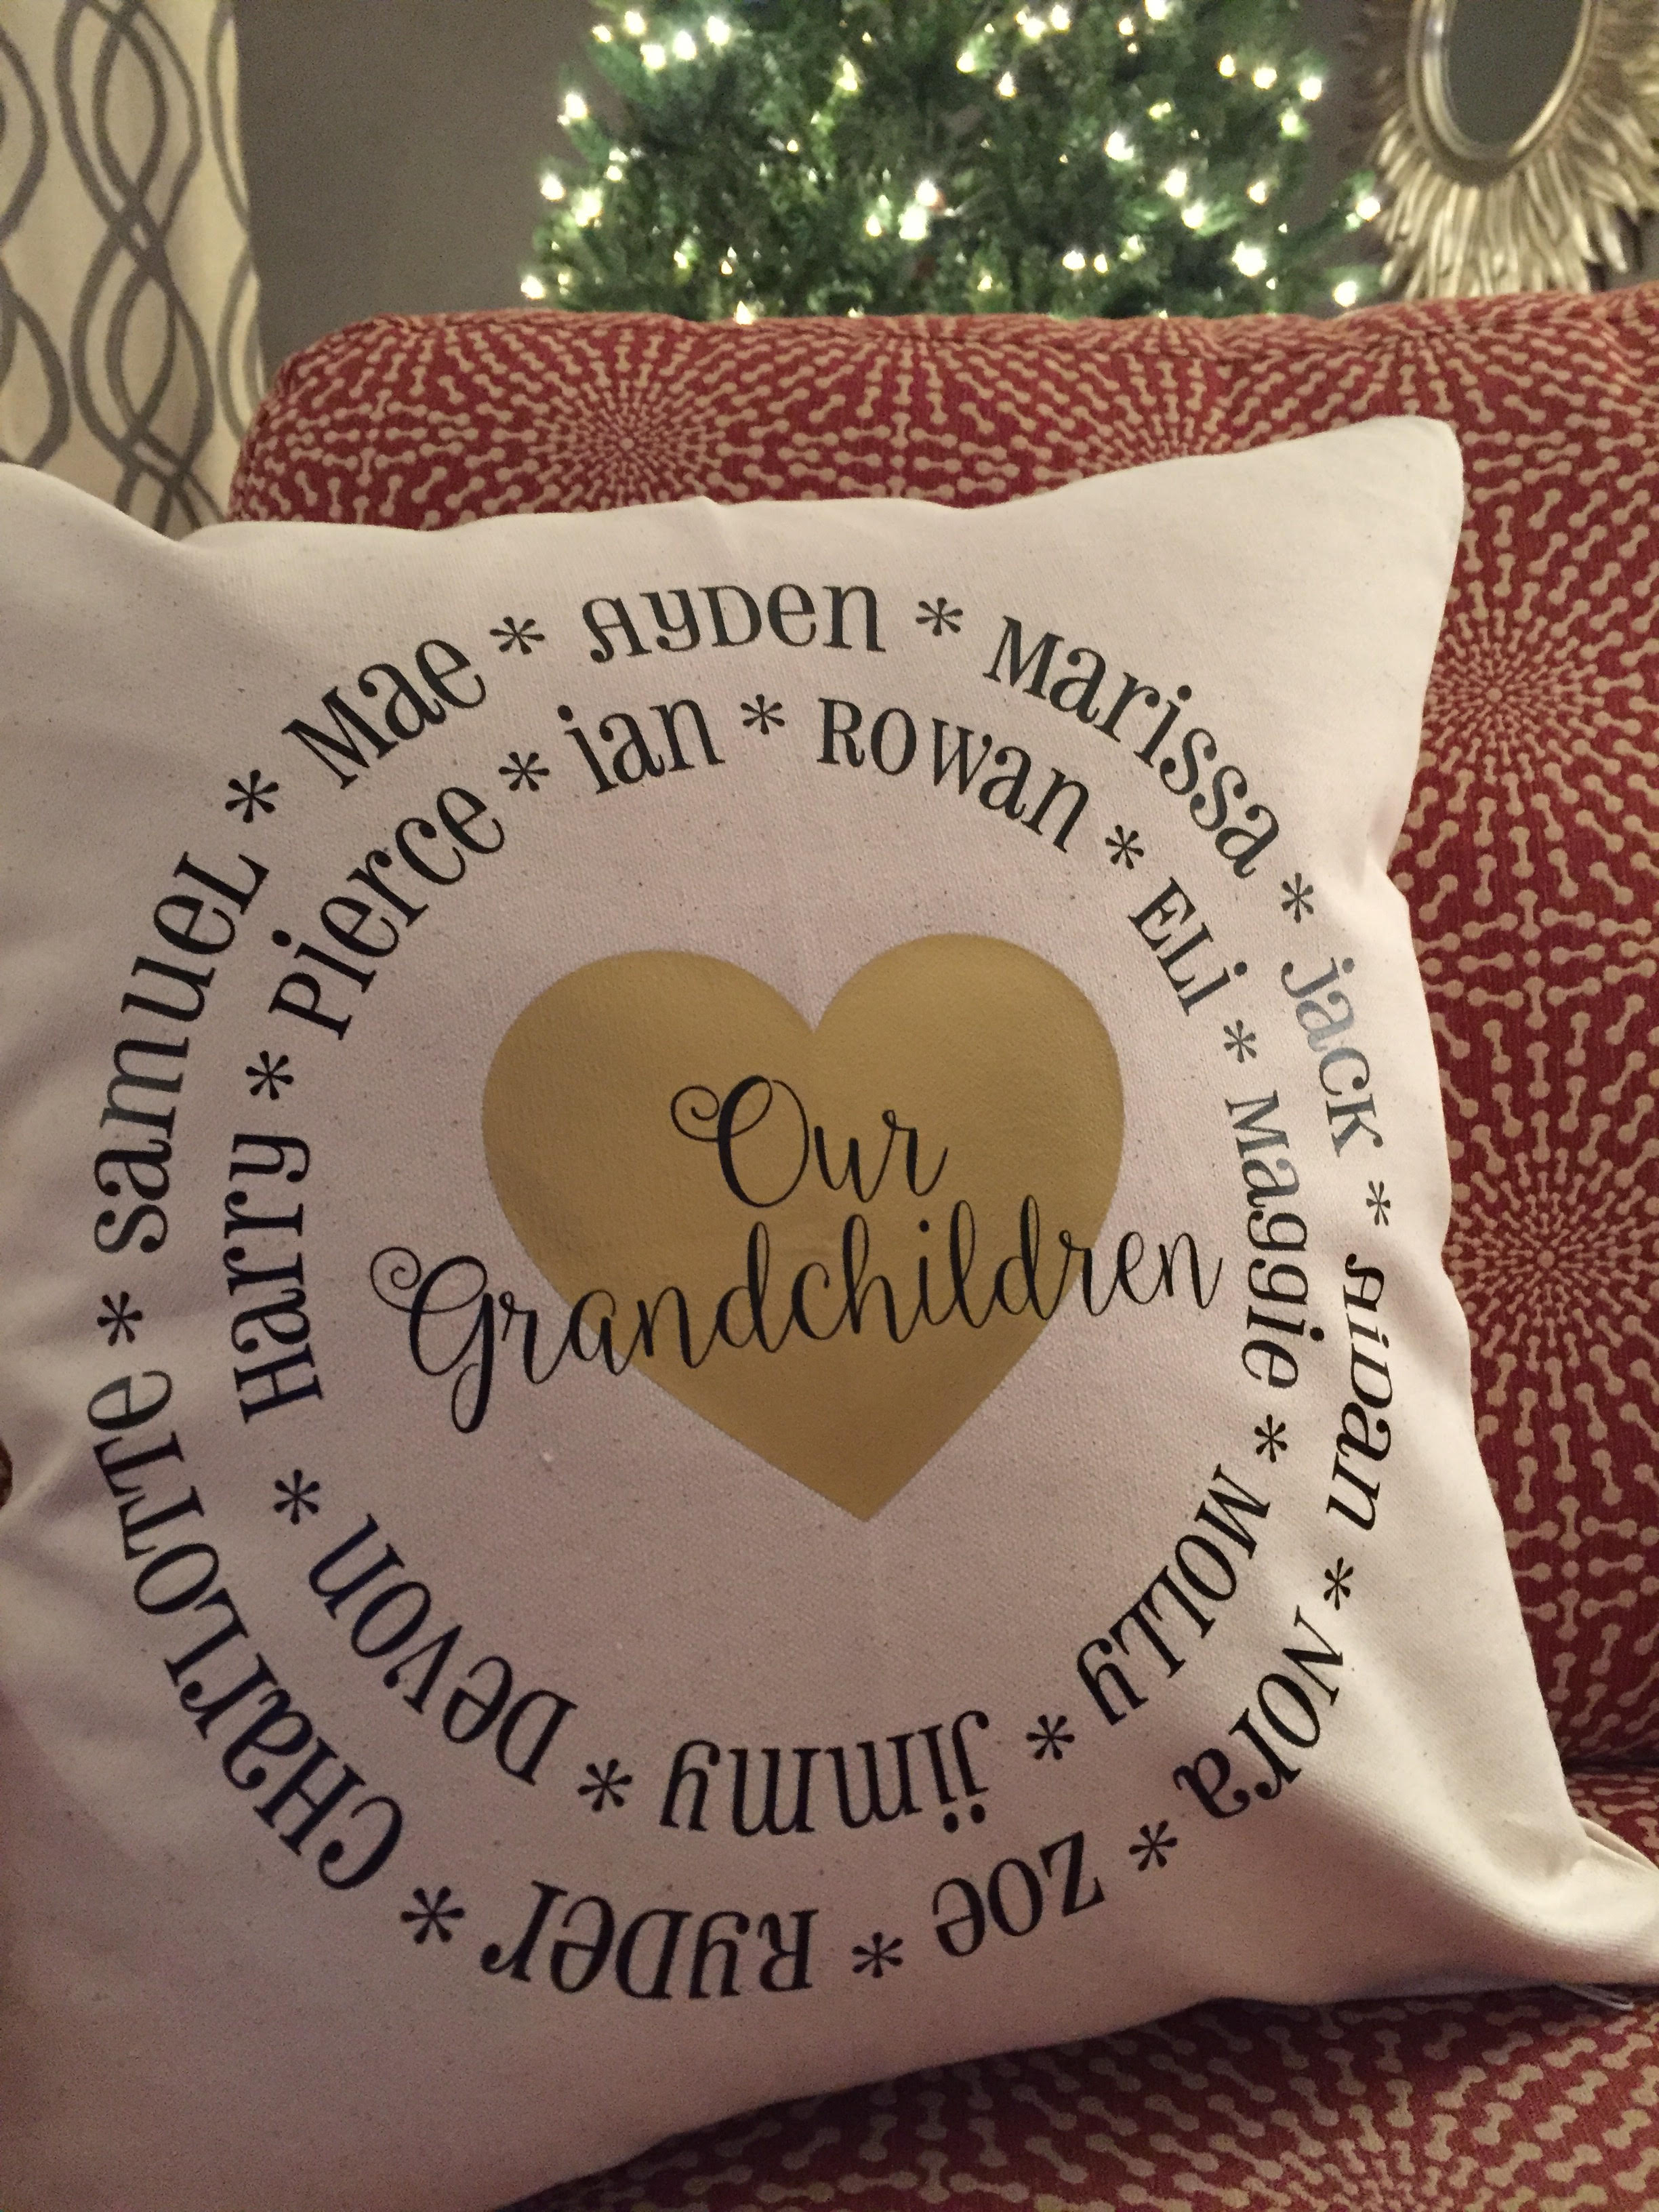 Mae * Ayden * Marissa * Jack * Aidan * Nora * Zoe * Ryder * Charlotte * Samuel *
Pierce * Ian * Rowan * Eli * Maggie * Molly * Jimmy * Devon * Harry *
Our
Grandchildren